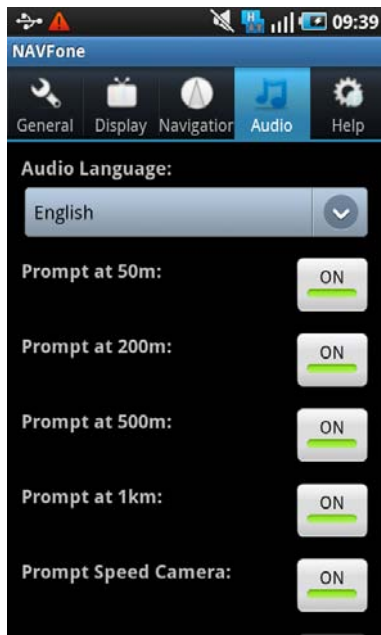 09:39
NAVFone
General Display Navigation Audio Help
Audio Language:
English
Prompt at 50m:
ON
Prompt at 200m:
ON
Prompt at 500m:
ON
Prompt at 1km:
ON
Prompt Speed Camera:
ON